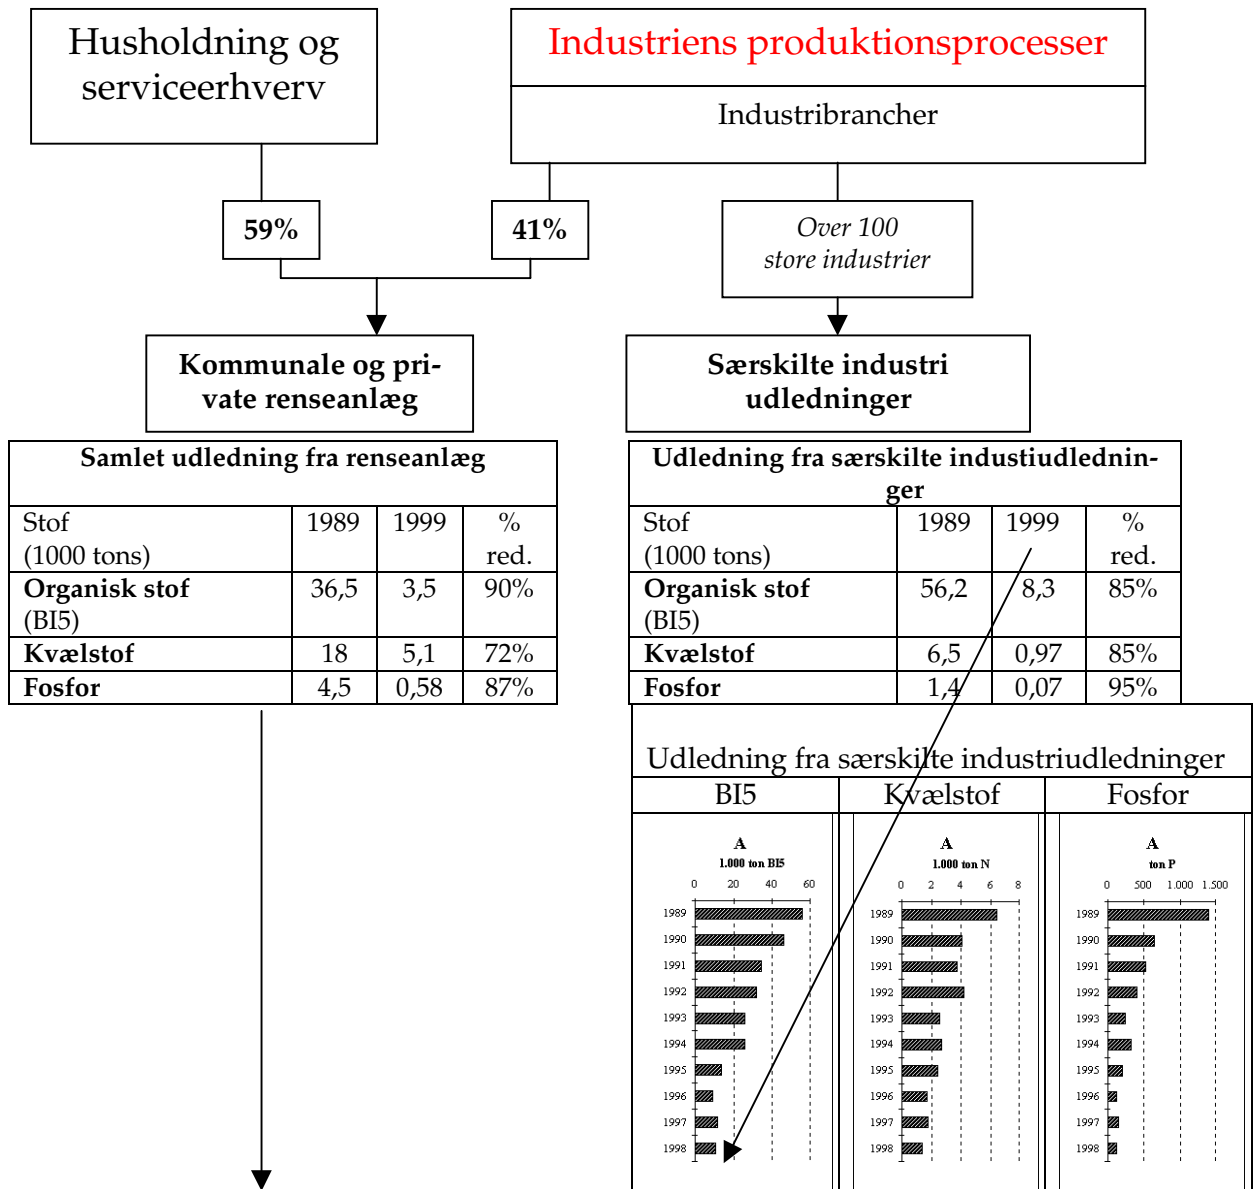 Husholdning og
serviceerhverv
Industriens produktionsprocesser
Industribrancher
59%
41%
Over 100
store industrier
Kommunale og pri-
vate renseanlæg
Særskilte industri
udledninger
Samlet udledning fra renseanlæg
Stof
(1000 tons)
1989
1999
%
red.
Organisk stof
(BI5)
36,5
3,5
90%
Kvælstof
18
5,1
72%
Fosfor
4,5
0,58
87%
Udledning fra særskilte industiudlednin-
ger
Stof
(1000 tons)
1989
1999
%
red.
Organisk stof
(BI5)
56,2
8,3
85%
Kvælstof
6,5
0,97
85%
Fosfor
1,4
0,07
95%
Udledning fra særskilte industriudledninger
BI5
Kvælstof
Fosfor
A
1.000 ton BI5
0 20 40 60
1989
1990
1991
1992
1993
1994
1995
1996
1997
1998
A
1.000 ton N
0 2 4 6 8
1989
1990
1991
1992
1993
1994
1995
1996
1997
1998
A
ton P
0 500 1.000 1.500
1989
1990
1991
1992
1993
1994
1995
1996
1997
1998